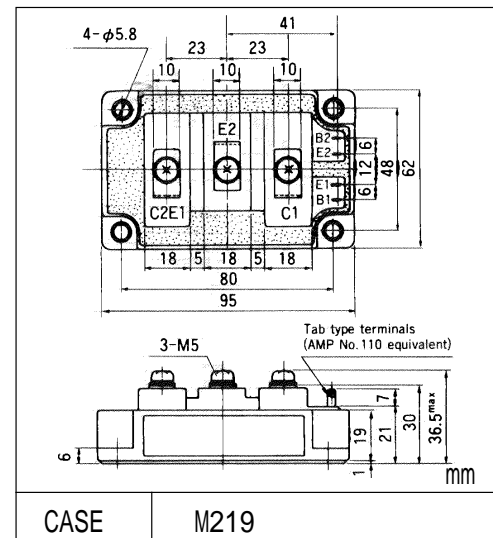 41
4-φ5.8
23 23
10 10 10
E2
B2
E2
E1
B1
6
12
6
48
62
C2E1
C1
18 5 18 5 18
80
95
3-M5
Tab type terminals
(AMP No.110 equivalent)
6
1
19
21
7
30
36.5max
mm
CASE M219